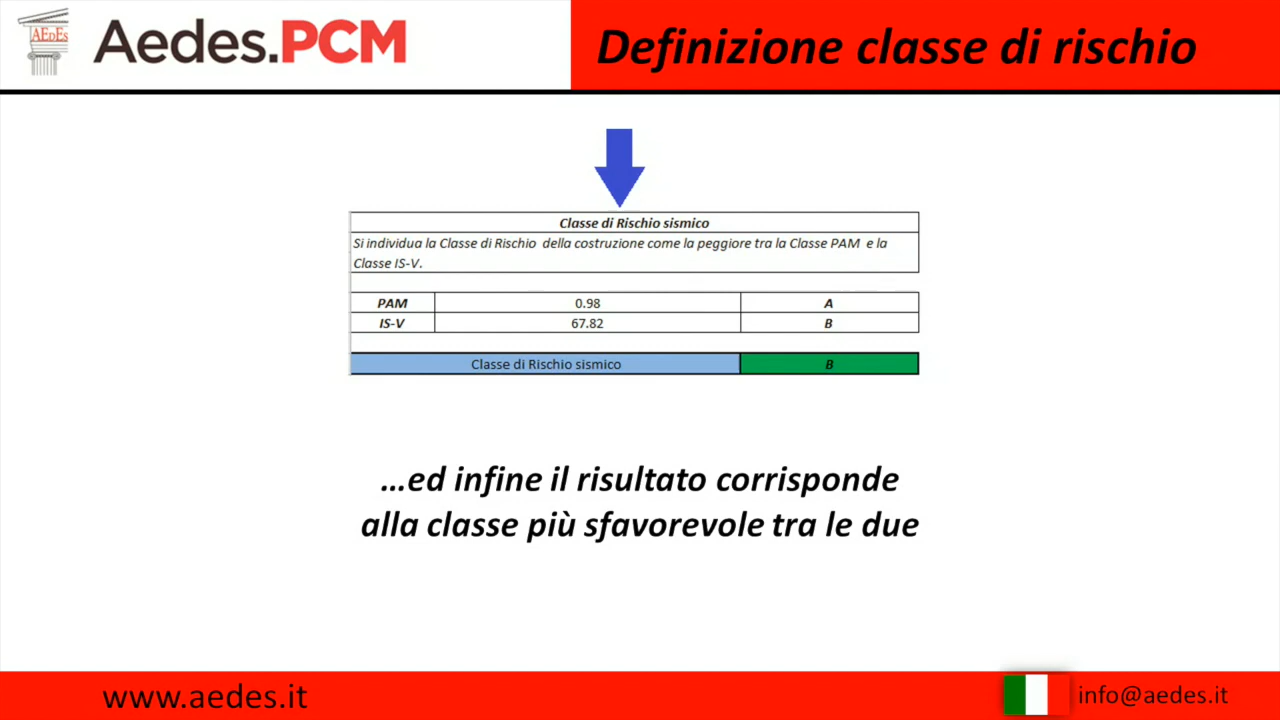 AEDES
Aedes.PCM
Definizione classe di rischio
Classe di Rischio sismico
Si individua la Classe di Rischio della costruzione come la peggiore tra la Classe PAM e la
Classe IS-V.
PAM 0.98 A
IS-V 67.82 B
Classe di Rischio sismico B
...ed infine il risultato corrisponde
alla classe più sfavorevole tra le due
www.aedes.it
info@aedes.it